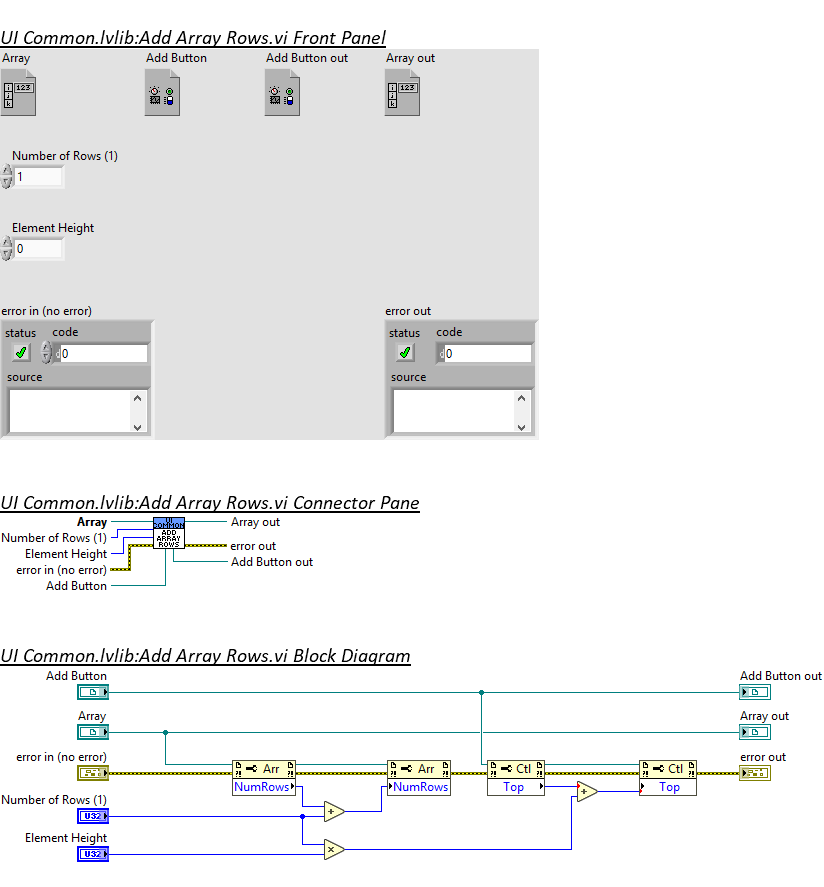 UI Common.lvlib:Add Array Rows.vi Front Panel
Array Add Button Add Button out Array out
i 123 i 123
j j
k k
Number of Rows (1)
1
Element Height
0
error in (no error) error out
status code status code
d0 d0
source source
UI Common.lvlib:Add Array Rows.vi Connector Pane
Array UI COMMON Array out
Number of Rows (1) ADD
Element Height ARRAY error out
error in (no error) ROWS Add Button out
Add Button
UI Common.lvlib:Add Array Rows.vi Block Diagram
Add Button Add Button out
Array Array out
error in (no error) error out
?! Arr ?! ?! Arr ?! ?! Ctl ?! ?! Ctl ?!
NumRows NumRows Top Top
Number of Rows (1)
U32 +  +
Element Height
U32 ×